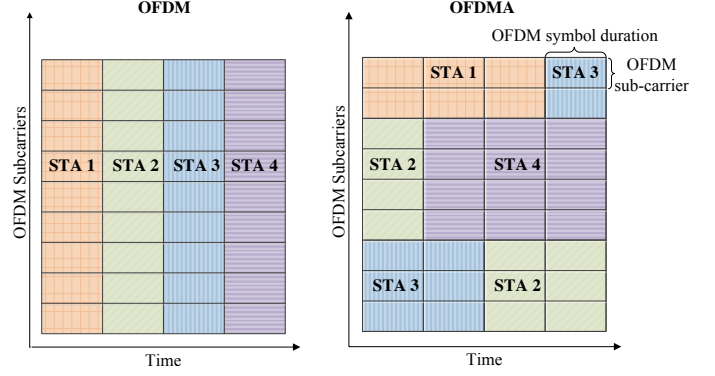 OFDM
OFDM Subcarriers
STA 1 STA 2 STA 3 STA 4
Time
OFDMA
OFDM symbol duration
OFDM
sub-carrier
OFDM Subcarriers
STA 1 STA 3
STA 2 STA 4
STA 3 STA 2
Time